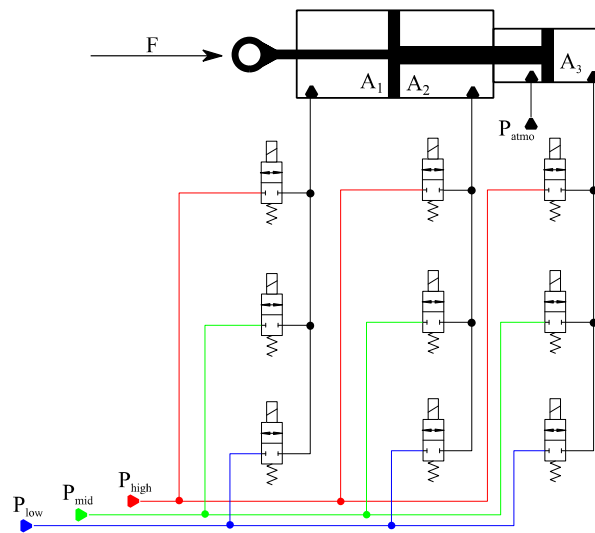 F
A1 A2 A3
Patmo
Phigh
Pmid
Plow